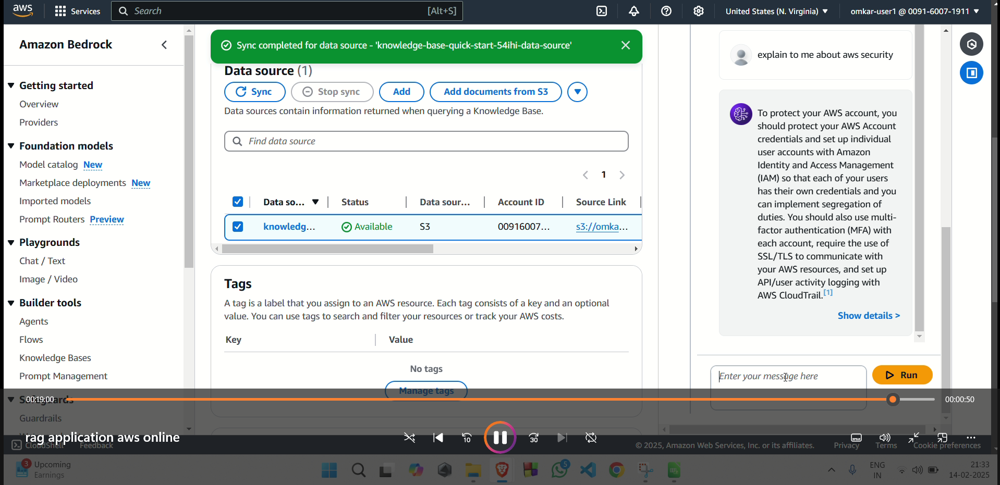 aws
Services
Search
[Alt+S]
United States (N. Virginia)
omkar-user1 @ 0091-6007-1911
Amazon Bedrock
Getting started
Overview
Providers
Foundation models
Model catalog New
Marketplace deployments New
Imported models
Prompt Routers Preview
Playgrounds
Chat / Text
Image / Video
Builder tools
Agents
Flows
Knowledge Bases
Prompt Management
Safeguards
Guardrails
Sync completed for data source - 'knowledge-base-quick-start-54ihi-data-source'
Data source (1)
Sync
Stop sync
Add
Add documents from S3
Data sources contain information returned when querying a Knowledge Base.
Find data source
1
Data so...
Status
Data sour...
Account ID
Source Link
knowledg...
Available
S3
00916007...
s3://omka...
Tags
A tag is a label that you assign to an AWS resource. Each tag consists of a key and an optional
value. You can use tags to search and filter your resources or track your AWS costs.
Key
Value
No tags
Manage tags
explain to me about aws security
To protect your AWS account, you
should protect your AWS Account
credentials and set up individual
user accounts with Amazon
Identity and Access Management
(IAM) so that each of your users
has their own credentials and you
can implement segregation of
duties. You should also use multi-
factor authentication (MFA) with
each account, require the use of
SSL/TLS to communicate with
your AWS resources, and set up
API/user activity logging with
AWS CloudTrail.[1]
Show details >
Enter your message here
Run
00:19:00
00:00:50
rag application aws online
10
30
CloudShell
Feedback
© 2025, Amazon Web Services, Inc. or its affiliates.
Privacy
Terms
Cookie preferences
3
Upcoming
Earnings
5
ENG
IN
21:33
14-02-2025